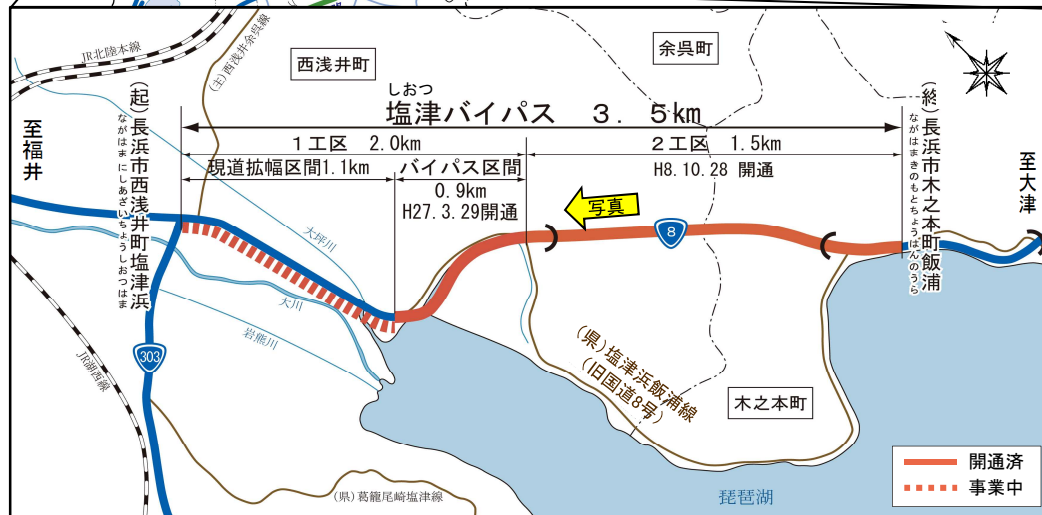 JR北陸本線
(主)西浅井余呉線
西浅井町
余呉町
しおつ
塩津バイパス 3.5km
1工区 2.0km
2工区 1.5km
現道拡幅区間1.1km
バイパス区間
0.9km
H27.3.29開通
H8.10.28 開通
至福井
(起)長浜市西浅井町塩津浜
ながはま にしあざいちょうしおつはま
(終)長浜市木之本町飯浦
ながはまきのもとちょうはんのうら
至大津
写真
8
大坪川
大川
岩熊川
303
JR湖西線
(県)塩津浜飯浦線
(旧国道8号)
木之本町
(県)葛籠尾崎塩津線
琵琶湖
開通済
事業中